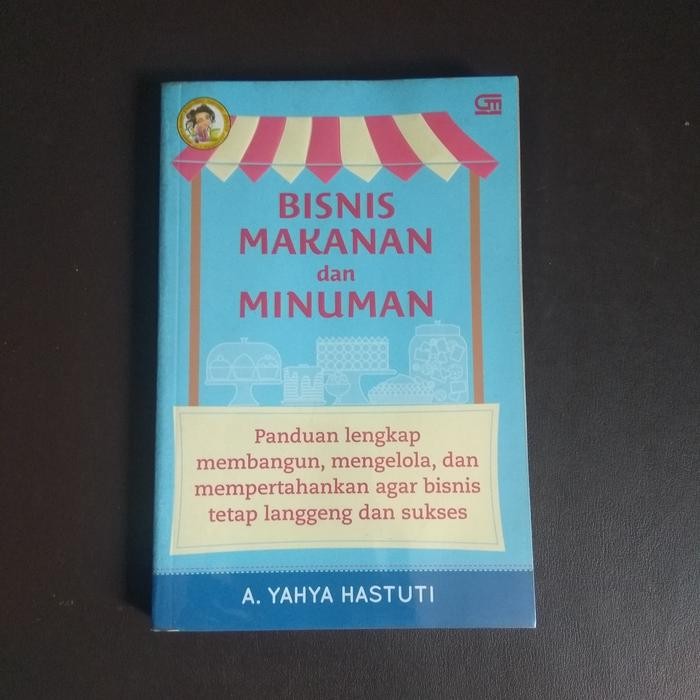 BISNIS
MAKANAN
dan
MINUMAN
Panduan lengkap
membangun, mengelola, dan
mempertahankan agar bisnis
tetap langgeng dan sukses
A. YAHYA HASTUTI